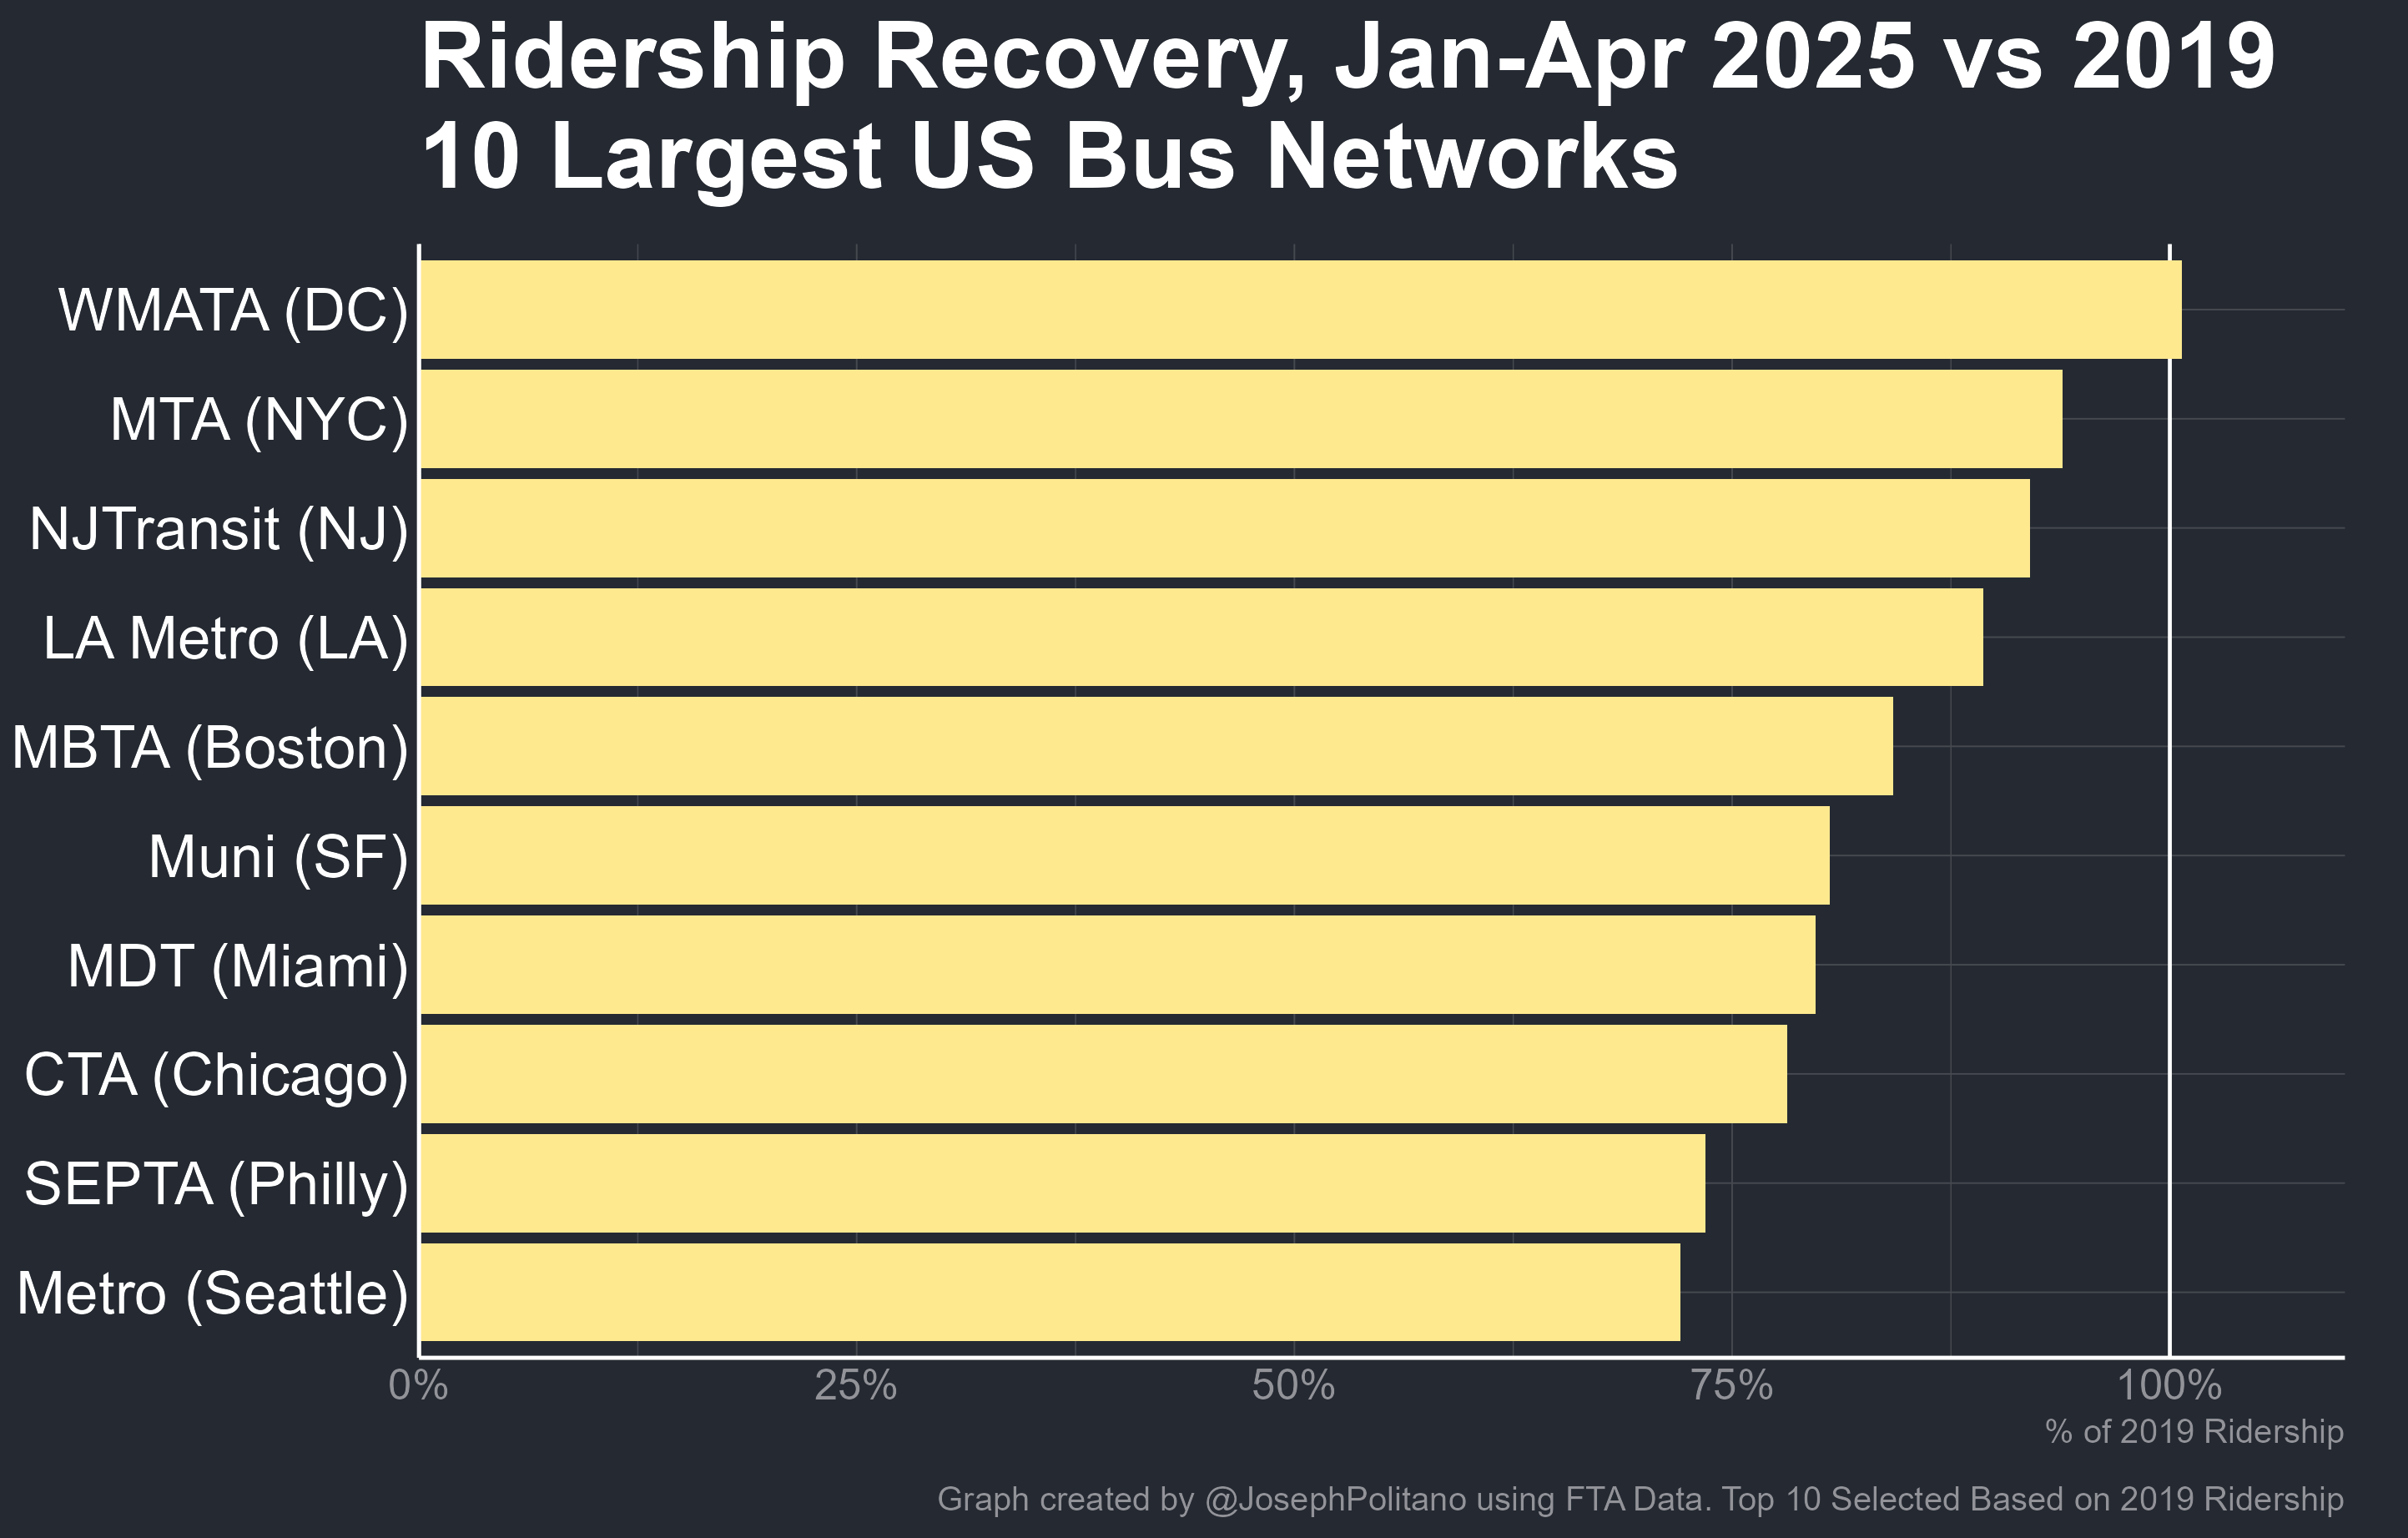 Ridership Recovery, Jan-Apr 2025 vs 2019
10 Largest US Bus Networks
WMATA (DC)
MTA (NYC)
NJTransit (NJ)
LA Metro (LA)
MBTA (Boston)
Muni (SF)
MDT (Miami)
CTA (Chicago)
SEPTA (Philly)
Metro (Seattle)
0% 25% 50% 75% 100%
% of 2019 Ridership
Graph created by @JosephPolitano using FTA Data. Top 10 Selected Based on 2019 Ridership